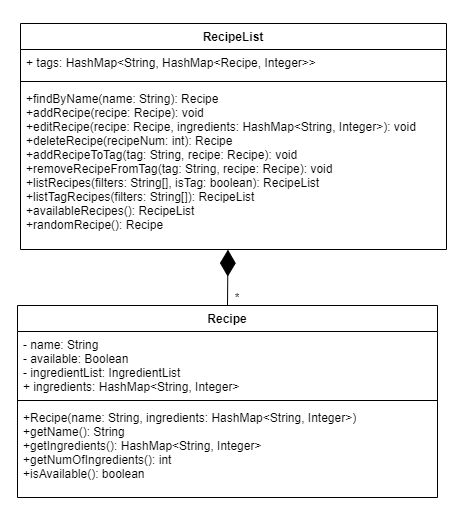 RecipeList
+ tags: HashMap<String, HashMap<Recipe, Integer>>
+findByName(name: String): Recipe
+addRecipe(recipe: Recipe): void
+editRecipe(recipe: Recipe, ingredients: HashMap<String, Integer>): void
+deleteRecipe(recipeNum: int): Recipe
+addRecipeToTag(tag: String, recipe: Recipe): void
+removeRecipeFromTag(tag: String, recipe: Recipe): void
+listRecipes(filters: String[], isTag: boolean): RecipeList
+listTagRecipes(filters: String[]): RecipeList
+availableRecipes(): RecipeList
+randomRecipe(): Recipe
*
Recipe
- name: String
- available: Boolean
- ingredientList: IngredientList
+ ingredients: HashMap<String, Integer>
+Recipe(name: String, ingredients: HashMap<String, Integer>)
+getName(): String
+getIngredients(): HashMap<String, Integer>
+getNumOfIngredients(): int
+isAvailable(): boolean